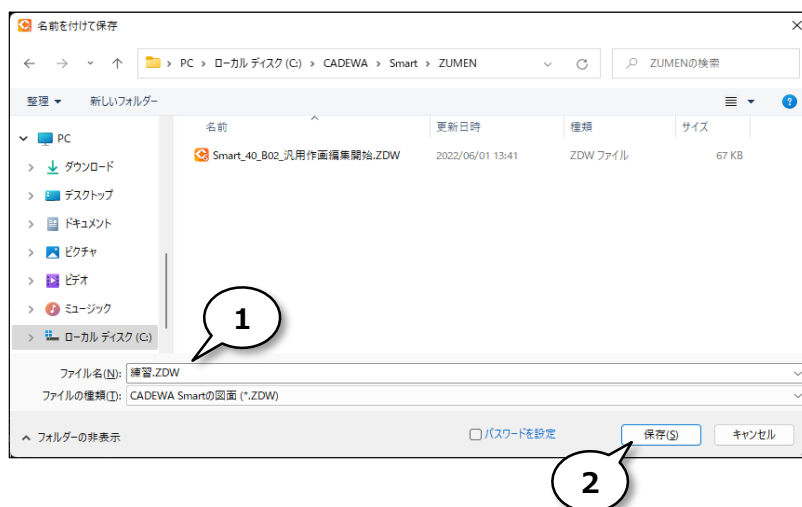 名前を付けて保存
PC › ローカル ディスク (C:) › CADEWA › Smart › ZUMEN
ZUMENの検索
整理
新しいフォルダー
名前 更新日時 種類 サイズ
Smart_40_B02_汎用作画編集開始.ZDW 2022/06/01 13:41 ZDW ファイル 67 KB
PC
ダウンロード
デスクトップ
ドキュメント
ピクチャ
ビデオ
ミュージック
ローカル ディスク (C:)
1
ファイル名(N): 練習.ZDW
ファイルの種類(T): CADEWA Smartの図面 (*.ZDW)
フォルダーの非表示
パスワードを設定
保存(S)
キャンセル
2